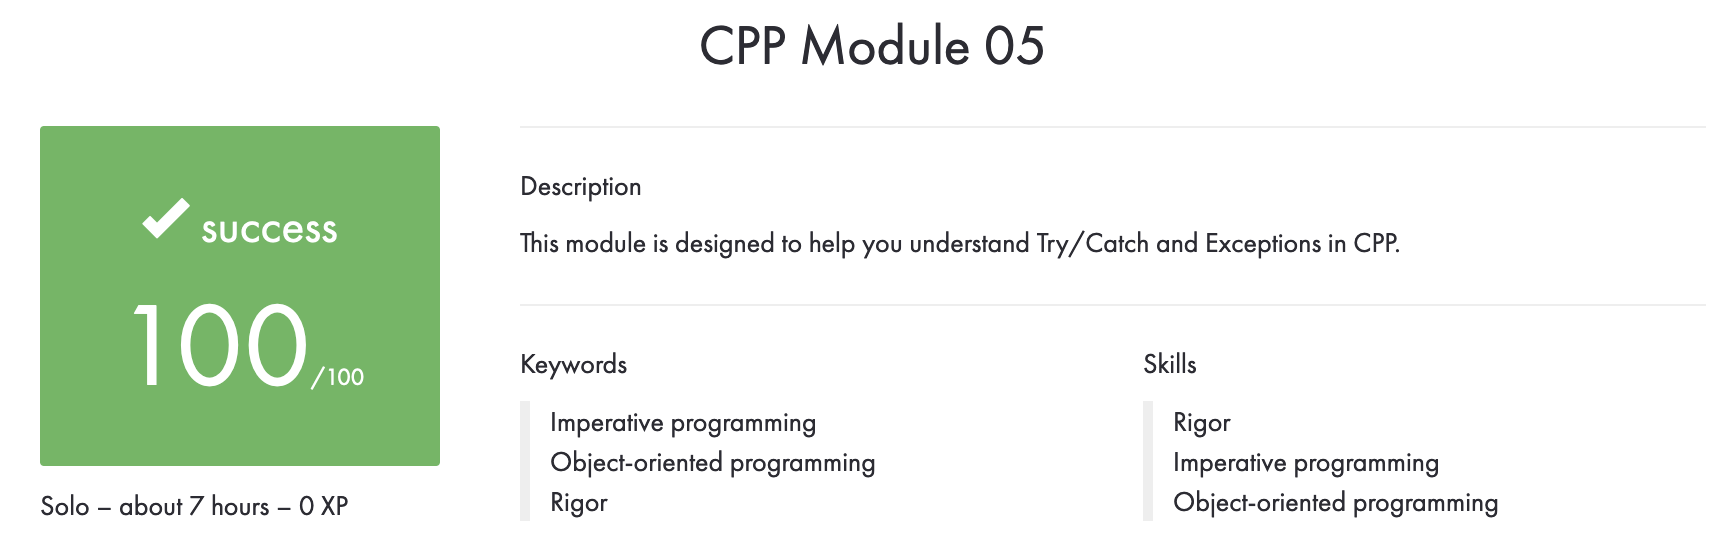 CPP Module 05
success
100/100
Solo – about 7 hours – 0 XP
Description
This module is designed to help you understand Try/Catch and Exceptions in CPP.
Keywords
Imperative programming
Object-oriented programming
Rigor
Skills
Rigor
Imperative programming
Object-oriented programming